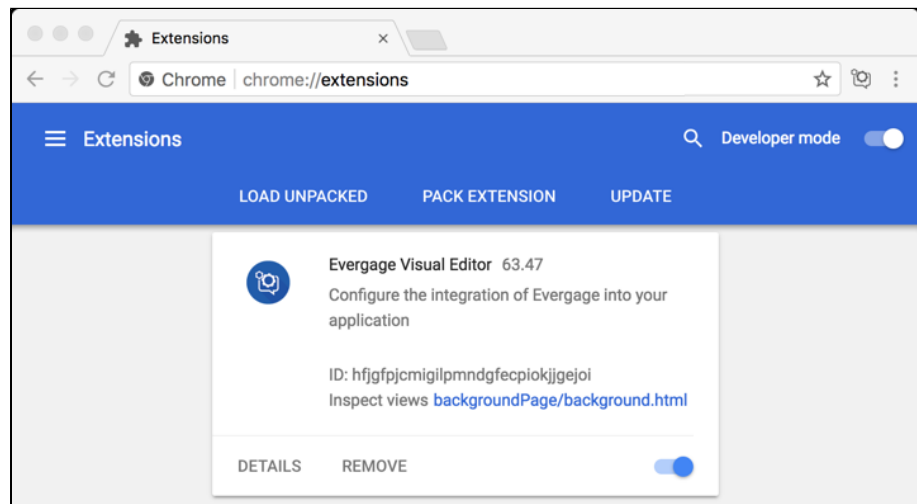 Extensions
Chrome chrome://extensions
Extensions Developer mode
LOAD UNPACKED PACK EXTENSION UPDATE
Evergage Visual Editor 63.47
Configure the integration of Evergage into your
application
ID: hfjgfpjcmigilpmndgfecpiokjjgejoi
Inspect views backgroundPage/background.html
DETAILS REMOVE